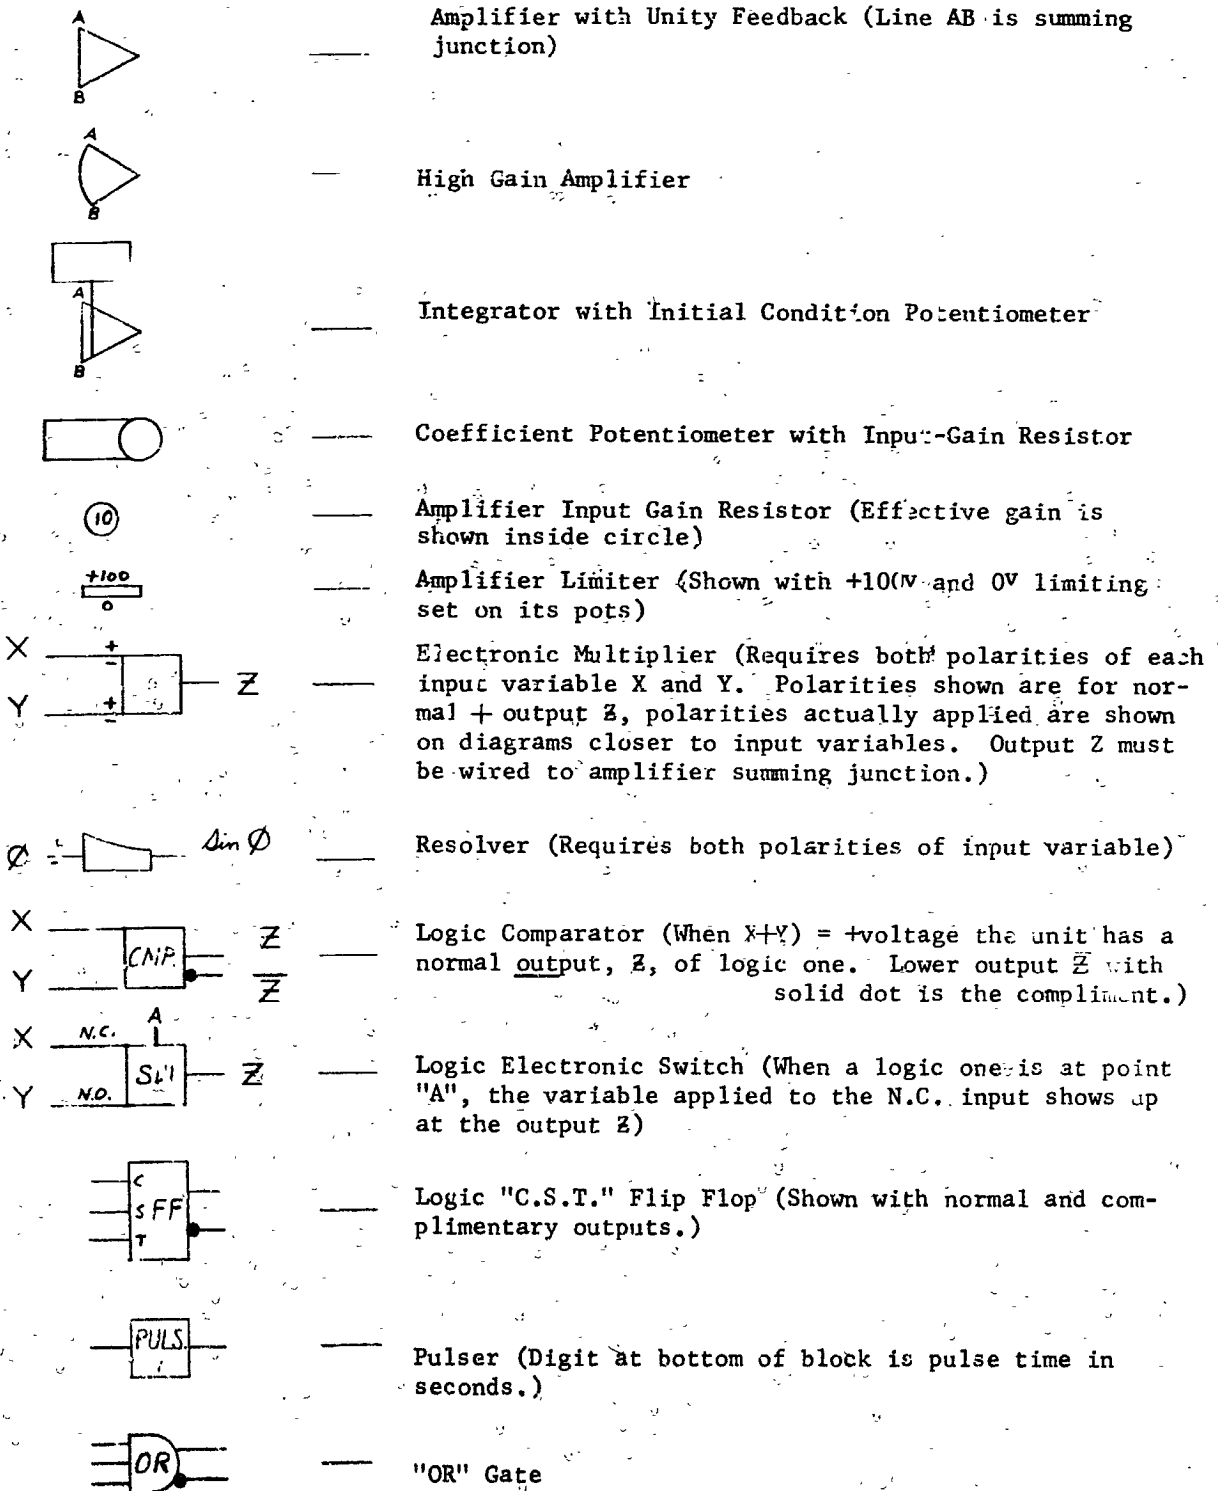 A
B
Amplifier with Unity Feedback (Line AB is summing
junction)
A
B
High Gain Amplifier
A
B
Integrator with Initial Condition Potentiometer
Coefficient Potentiometer with Input-Gain Resistor
10
Amplifier Input Gain Resistor (Effective gain is
shown inside circle)
+100
0
Amplifier Limiter (Shown with +100V and 0V limiting
set on its pots)
X + - Z
Y + -
Electronic Multiplier (Requires both polarities of each
input variable X and Y. Polarities shown are for nor-
mal + output Z, polarities actually applied are shown
on diagrams closer to input variables. Output Z must
be wired to amplifier summing junction.)
Ø Sin Ø
Resolver (Requires both polarities of input variable)
X CMP. Z
Y Z̅
Logic Comparator (When X+Y) = +voltage the unit has a
normal output, Z, of logic one. Lower output Z̅ with
solid dot is the compliment.)
A
X N.C. Z
Y N.O.
Logic Electronic Switch (When a logic one is at point
"A", the variable applied to the N.C. input shows up
at the output Z)
C
S FF
T
Logic "C.S.T." Flip Flop (Shown with normal and com-
plimentary outputs.)
PULS.
Pulser (Digit at bottom of block is pulse time in
seconds.)
OR
"OR" Gate